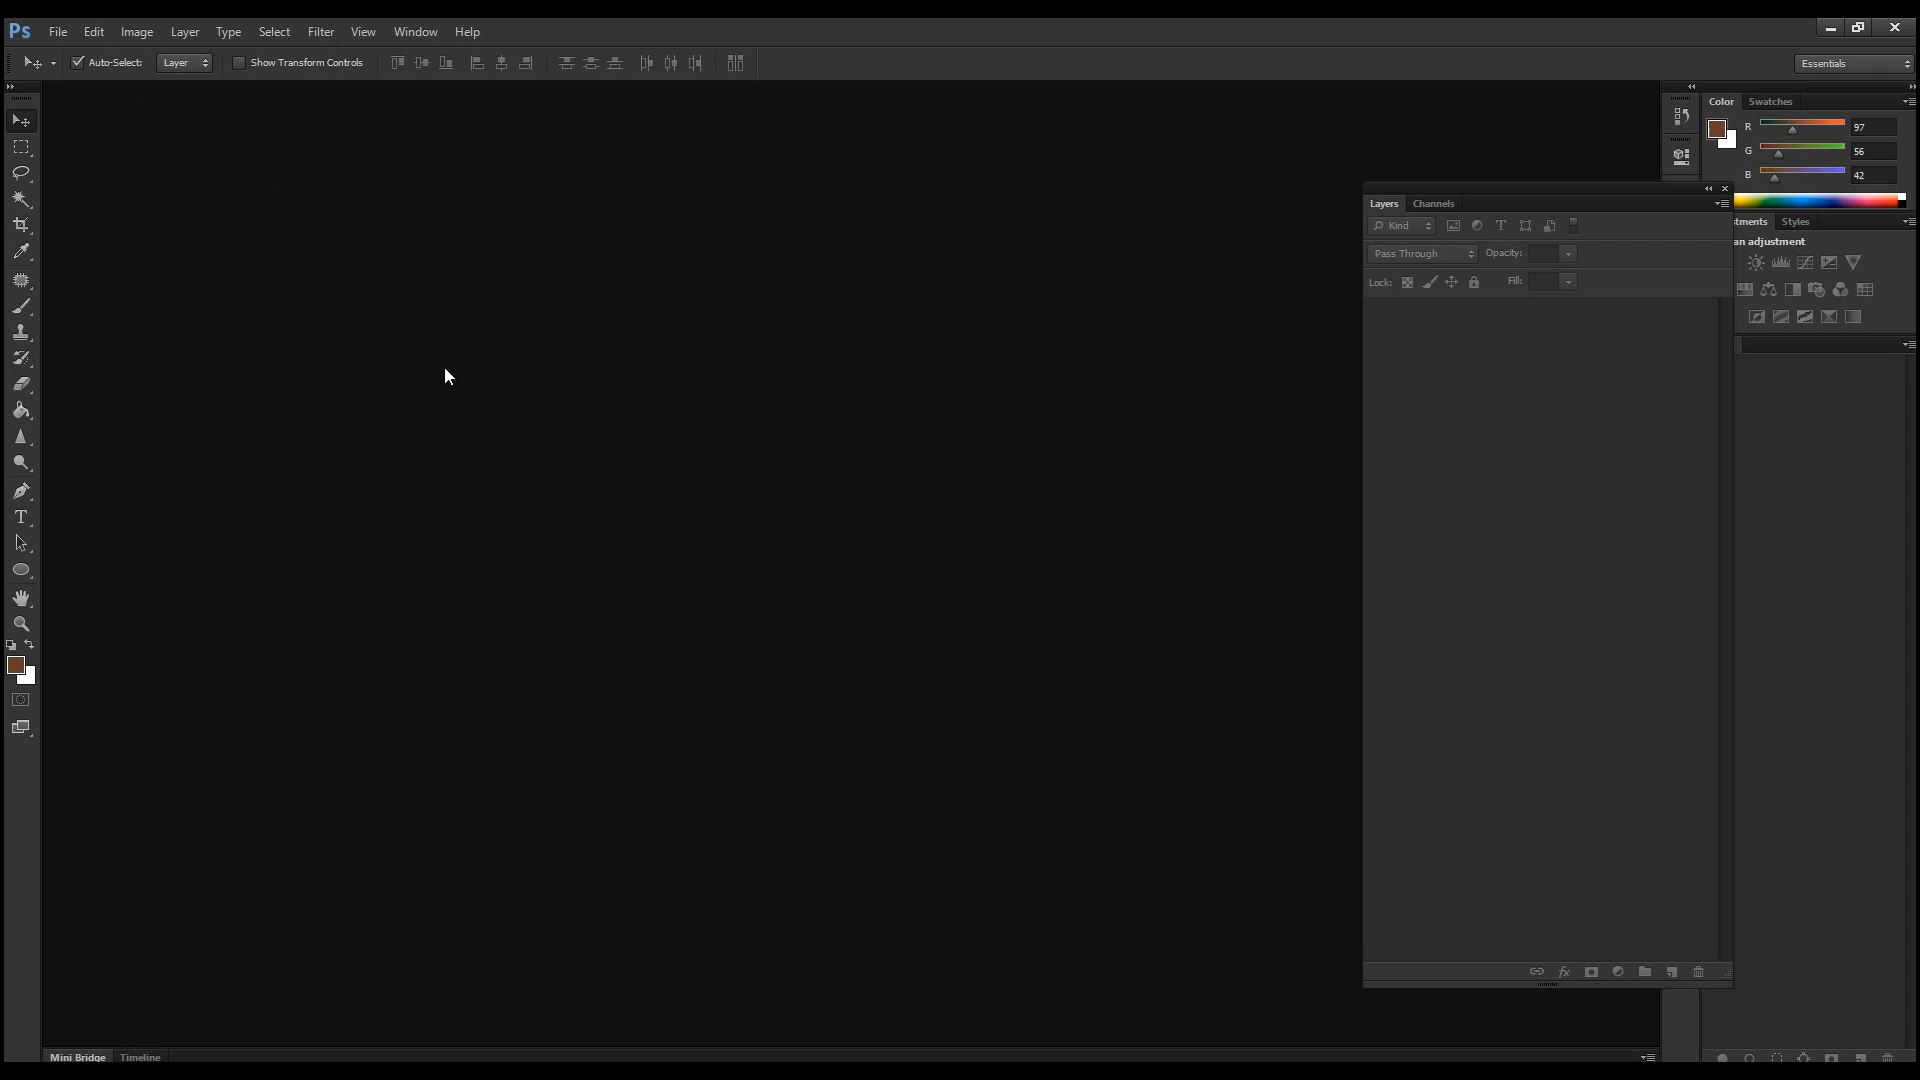 Ps File Edit Image Layer Type Select Filter View Window Help
Auto-Select: Layer Show Transform Controls Essentials
Color Swatches
R 97
G 56
B 42
Layers Channels
Kind
Pass Through Opacity:
Lock: Fill:
Styles
an adjustment
T
fx
Mini Bridge Timeline